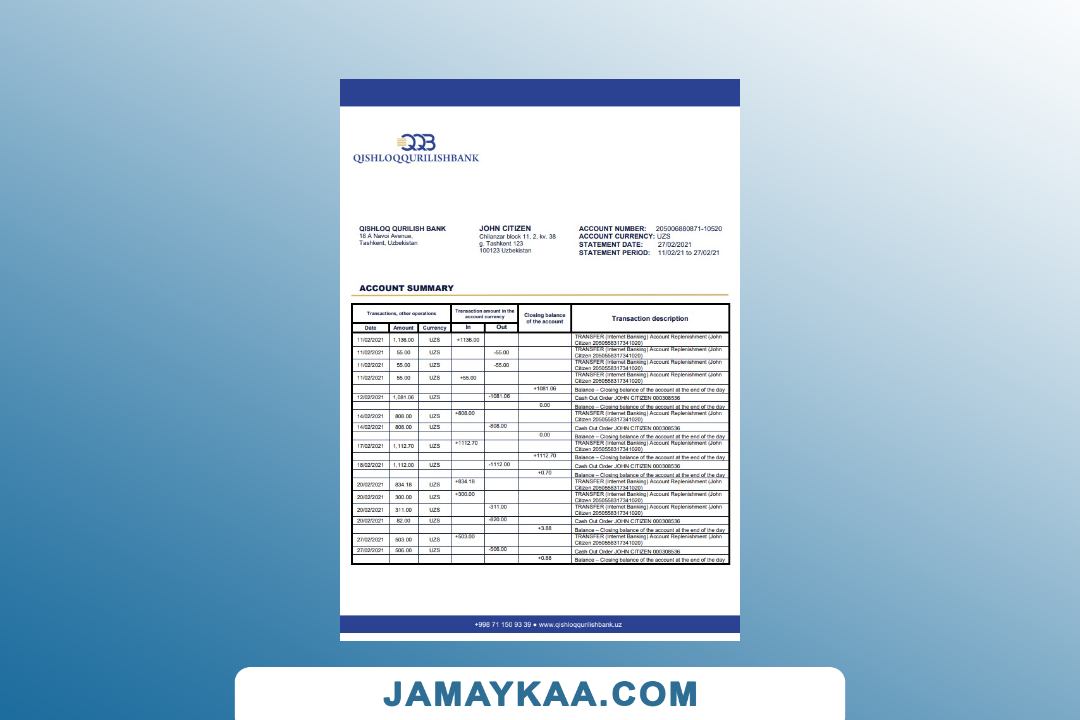 QQB
QISHLOQQURILISHBANK
QISHLOQ QURILISH BANK
18 A Navoi Avenue,
Tashkent, Uzbekistan
JOHN CITIZEN
Chilanzar block 11, 2, kv. 38
g. Tashkent 123
100123 Uzbekistan
ACCOUNT NUMBER: 205006880871-10520
ACCOUNT CURRENCY: UZS
STATEMENT DATE: 27/02/2021
STATEMENT PERIOD: 11/02/21 to 27/02/21
ACCOUNT SUMMARY
Transactions, other operations
Transaction amount in the
account currency
Closing balance
of the account
Transaction description
Date Amount Currency In Out
11/02/2021 1,136.00 UZS +1136.00 TRANSFER (Internet Banking) Account Replenishment (John
Citizen 2050558317341020)
11/02/2021 55.00 UZS -55.00 TRANSFER (Internet Banking) Account Replenishment (John
Citizen 2050558317341020)
11/02/2021 55.00 UZS -55.00 TRANSFER (Internet Banking) Account Replenishment (John
Citizen 2050558317341020)
11/02/2021 55.00 UZS +55.00 TRANSFER (Internet Banking) Account Replenishment (John
Citizen 2050558317341020)
+1081.06 Balance – Closing balance of the account at the end of the day
12/02/2021 1,081.06 UZS -1081.06 Cash Out Order JOHN CITIZEN 000308536
0.00 Balance – Closing balance of the account at the end of the day
14/02/2021 808.00 UZS +808.00 TRANSFER (Internet Banking) Account Replenishment (John
Citizen 2050558317341020)
14/02/2021 808.00 UZS -808.00 Cash Out Order JOHN CITIZEN 000308536
0.00 Balance – Closing balance of the account at the end of the day
17/02/2021 1,112.70 UZS +1112.70 TRANSFER (Internet Banking) Account Replenishment (John
Citizen 2050558317341020)
+1112.70 Balance – Closing balance of the account at the end of the day
18/02/2021 1,112.00 UZS -1112.00 Cash Out Order JOHN CITIZEN 000308536
+0.70 Balance – Closing balance of the account at the end of the day
20/02/2021 834.18 UZS +834.18 TRANSFER (Internet Banking) Account Replenishment (John
Citizen 2050558317341020)
20/02/2021 300.00 UZS +300.00 TRANSFER (Internet Banking) Account Replenishment (John
Citizen 2050558317341020)
20/02/2021 311.00 UZS -311.00 TRANSFER (Internet Banking) Account Replenishment (John
Citizen 2050558317341020)
20/02/2021 82.00 UZS -820.00 Cash Out Order JOHN CITIZEN 000308536
+3.88 Balance – Closing balance of the account at the end of the day
27/02/2021 503.00 UZS +503.00 TRANSFER (Internet Banking) Account Replenishment (John
Citizen 2050558317341020)
27/02/2021 506.00 UZS -506.00 Cash Out Order JOHN CITIZEN 000308536
+0.88 Balance – Closing balance of the account at the end of the day
+998 71 150 93 39 ● www.qishloqqurilishbank.uz
JAMAYKAA.COM